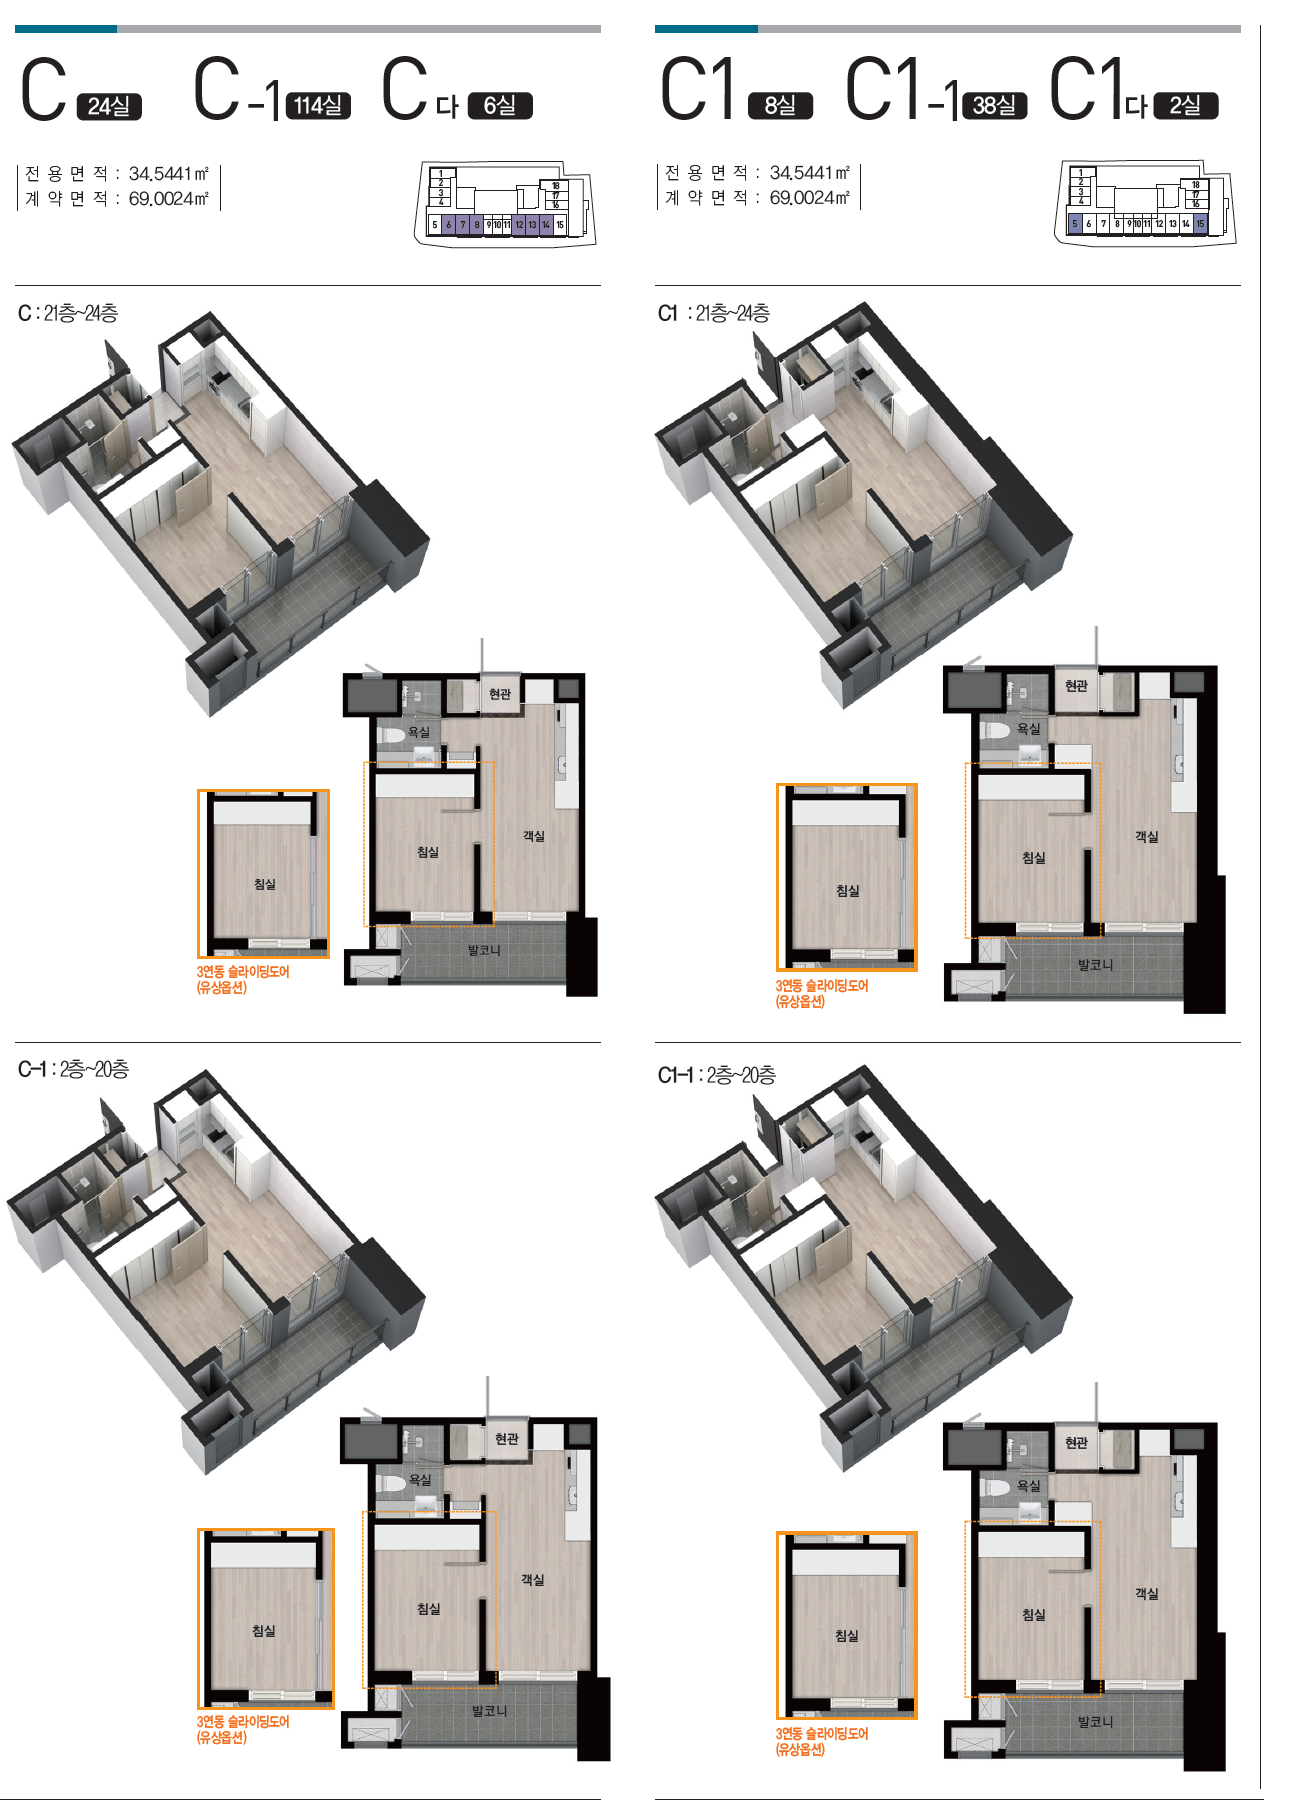 C 24실 C-1 114실 C다 6실
전용면적 : 34.5441㎡
계약면적 : 69.0024㎡
1
2
3
4
18
17
16
5 6 7 8 9 10 11 12 13 14 15
C : 21층~24층
현관
욕실
객실
침실
침실
발코니
3연동 슬라이딩도어
(유상옵션)
C-1 : 2층~20층
현관
욕실
객실
침실
침실
발코니
3연동 슬라이딩도어
(유상옵션)
C1 8실 C1-1 38실 C1다 2실
전용면적 : 34.5441㎡
계약면적 : 69.0024㎡
1
2
3
4
18
17
16
5 6 7 8 9 10 11 12 13 14 15
C1 : 21층~24층
현관
욕실
객실
침실
침실
발코니
3연동 슬라이딩도어
(유상옵션)
C1-1 : 2층~20층
현관
욕실
객실
침실
침실
발코니
3연동 슬라이딩도어
(유상옵션)